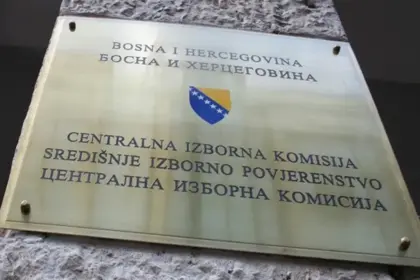 BOSNA I HERCEGOVINA
БОСНА И ХЕРЦЕГОВИНА
CENTRALNA IZBORNA KOMISIJA
SREDIŠNJE IZBORNO POVJERENSTVO
ЦЕНТРАЛНА ИЗБОРНА КОМИСИЈА